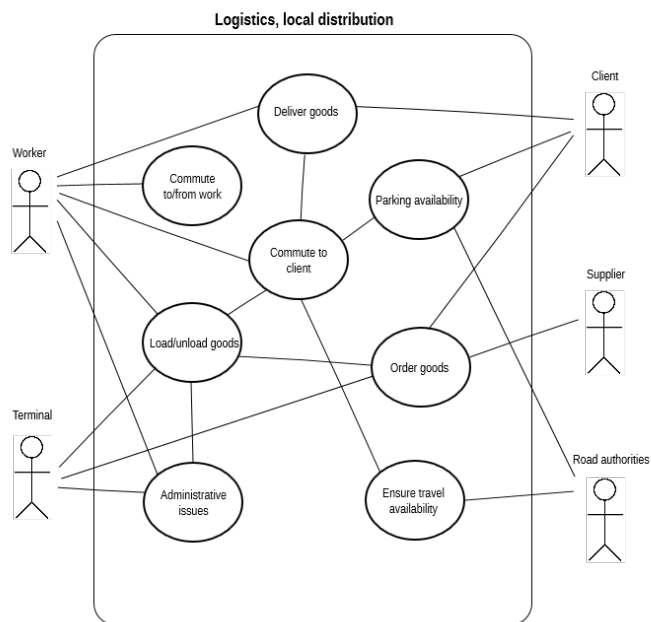 Logistics, local distribution
Client
Deliver goods
Worker
Commute
to/from work
Parking availability
Commute to
client
Supplier
Load/unload goods
Order goods
Terminal
Road authorities
Administrative
issues
Ensure travel
availability